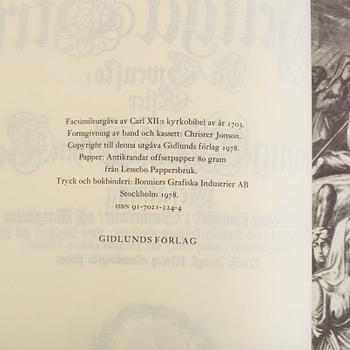 Facsimileutgåva av Carl XII:s kyrkobibel av år 1703.
Formgivning av band och kassett: Christer Jonson.
Copyright till denna utgåva Gidlunds förlag 1978.
Papper: Antikrandat offsetpapper 80 gram
från Lessebo Pappersbruk.
Tryck och bokbinderi: Bonniers Grafiska Industrier AB
Stockholm 1978.
ISBN 91-7021-224-4
GIDLUNDS FÖRLAG